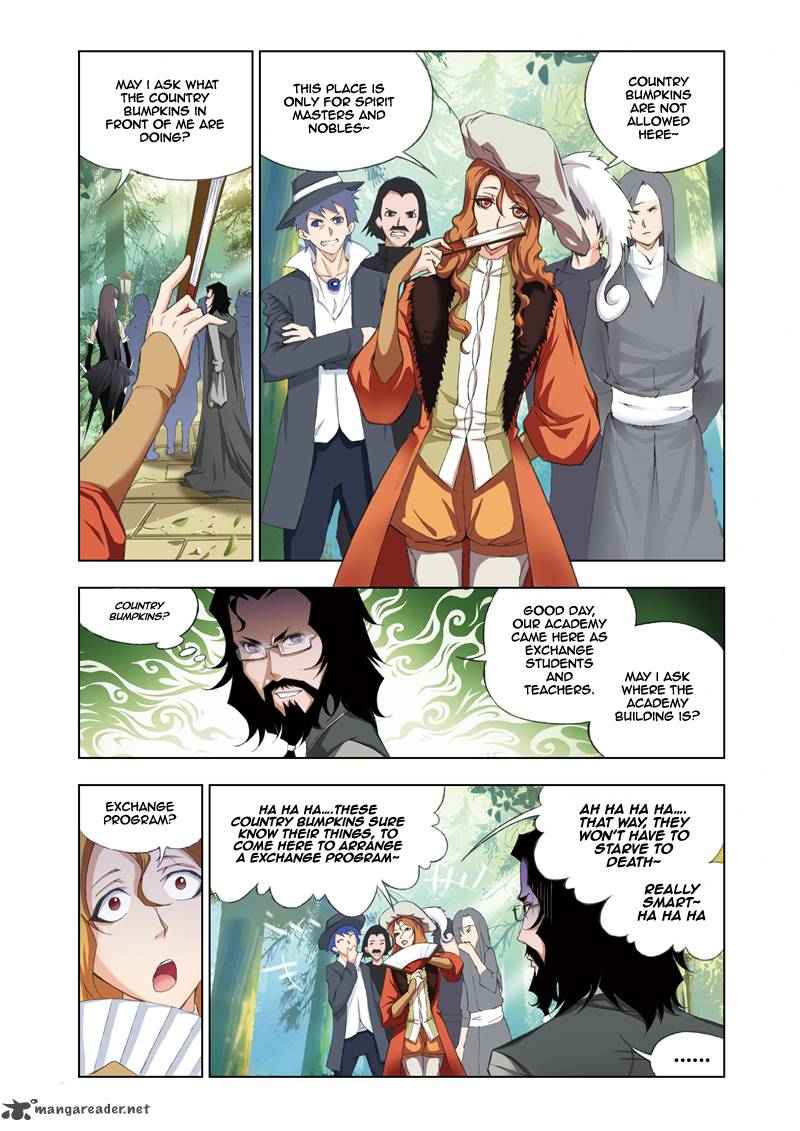 MAY I ASK WHAT
THE COUNTRY
BUMPKINS IN
FRONT OF ME ARE
DOING?
THIS PLACE IS
ONLY FOR SPIRIT
MASTERS AND
NOBLES~
COUNTRY
BUMPKINS
ARE NOT
ALLOWED
HERE~
COUNTRY
BUMPKINS?
GOOD DAY,
OUR ACADEMY
CAME HERE AS
EXCHANGE
STUDENTS
AND
TEACHERS.
MAY I ASK
WHERE THE
ACADEMY
BUILDING IS?
EXCHANGE
PROGRAM?
HA HA HA....THESE
COUNTRY BUMPKINS SURE
KNOW THEIR THINGS, TO
COME HERE TO ARRANGE
A EXCHANGE PROGRAM~
AH HA HA HA....
THAT WAY, THEY
WON'T HAVE TO
STARVE TO
DEATH~
REALLY
SMART~
HA HA HA
......
mangareader.net